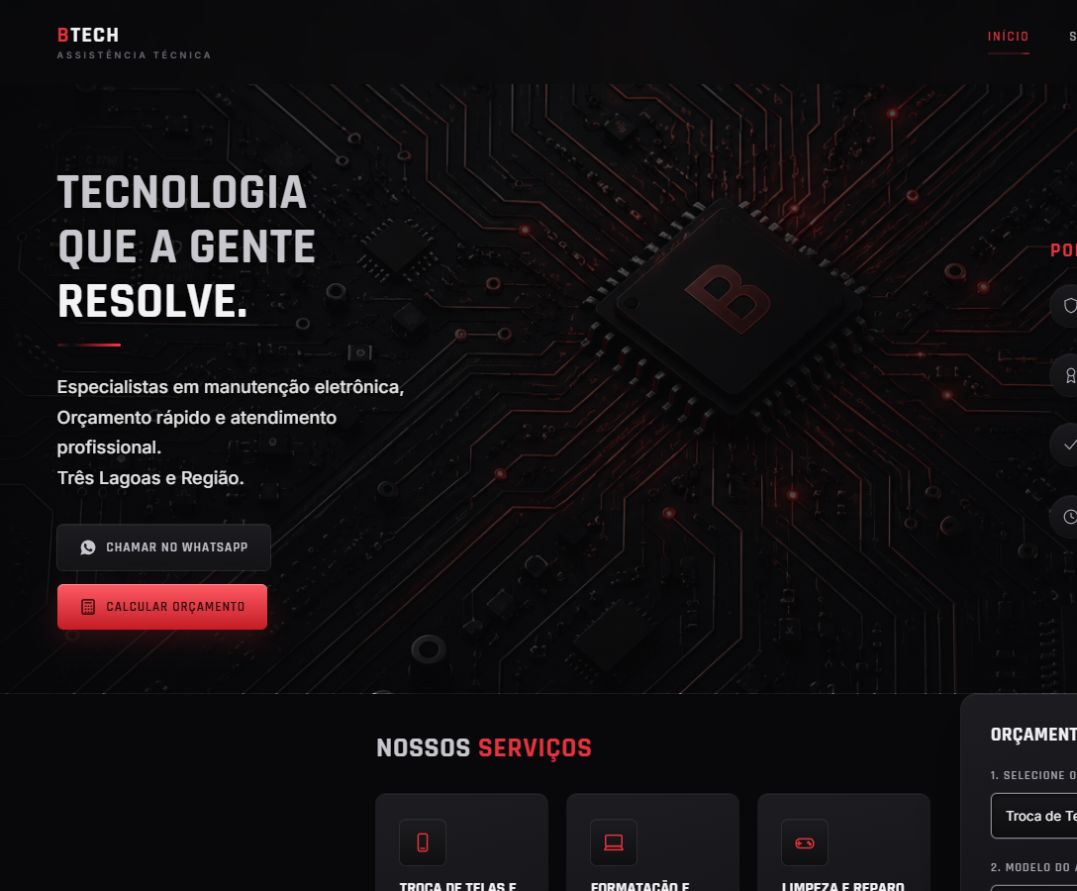 BTECH
ASSISTÊNCIA TÉCNICA
INÍCIO
TECNOLOGIA
QUE A GENTE
RESOLVE.
B
Especialistas em manutenção eletrônica,
Orçamento rápido e atendimento
profissional.
Três Lagoas e Região.
CHAMAR NO WHATSAPP
CALCULAR ORÇAMENTO
NOSSOS SERVIÇOS
TROCA DE TELAS E
FORMATAÇÃO E
LIMPEZA E REPARO
ORÇAMENT
1. SELECIONE O
Troca de Te
2. MODELO DO